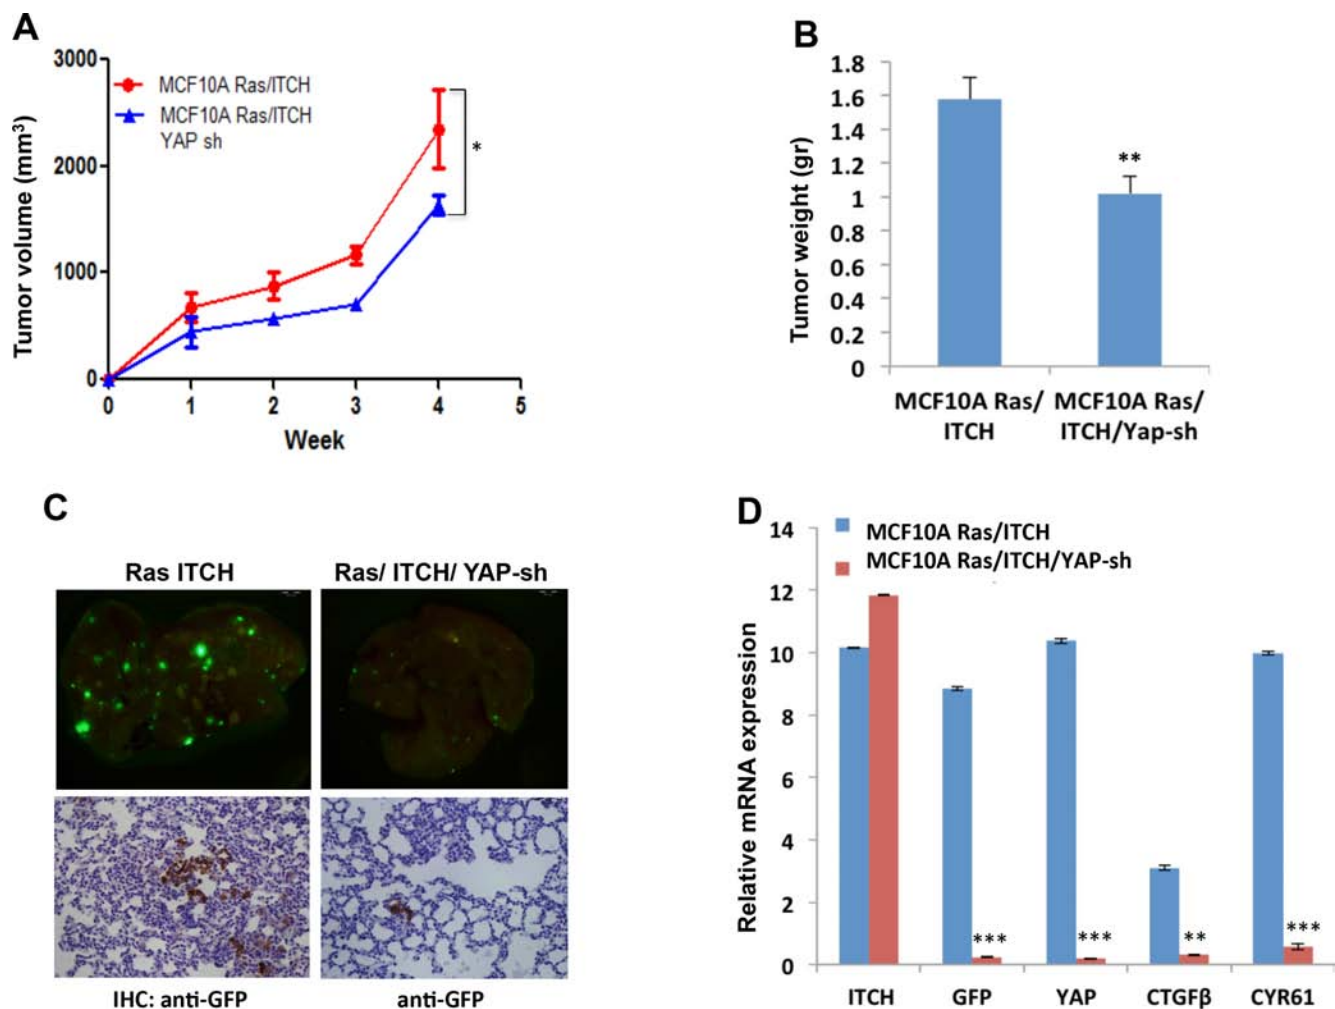 A
3000
2000
1000
0
Tumor volume (mm³)
MCF10A Ras/ITCH
MCF10A Ras/ITCH
YAP sh
*
0 1 2 3 4 5
Week
B
1.8
1.6
1.4
1.2
1
0.8
0.6
0.4
0.2
0
Tumor weight (gr)
**
MCF10A Ras/
ITCH
MCF10A Ras/
ITCH/Yap-sh
C
Ras ITCH
Ras/ ITCH/ YAP-sh
IHC: anti-GFP
anti-GFP
D
MCF10A Ras/ITCH
MCF10A Ras/ITCH/YAP-sh
14
12
10
8
6
4
2
0
Relative mRNA expression
*** *** ** ***
ITCH GFP YAP CTGFβ CYR61